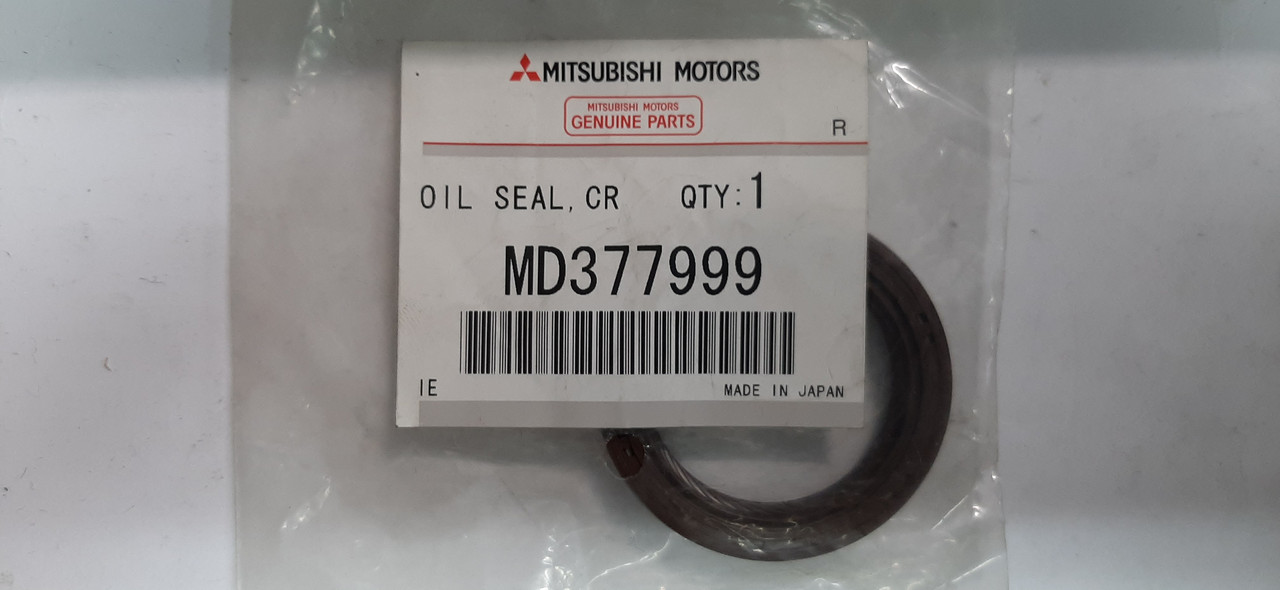 MITSUBISHI MOTORS
MITSUBISHI MOTORS
GENUINE PARTS
R
OIL SEAL,CR QTY:1
MD377999
IE MADE IN JAPAN